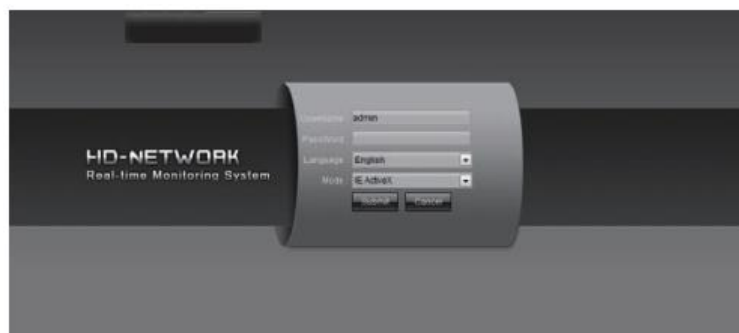 HD-NETWORK
Real-time Monitoring System
Username admin
Password
Language English
Mode IE ActiveX
Submit Cancel